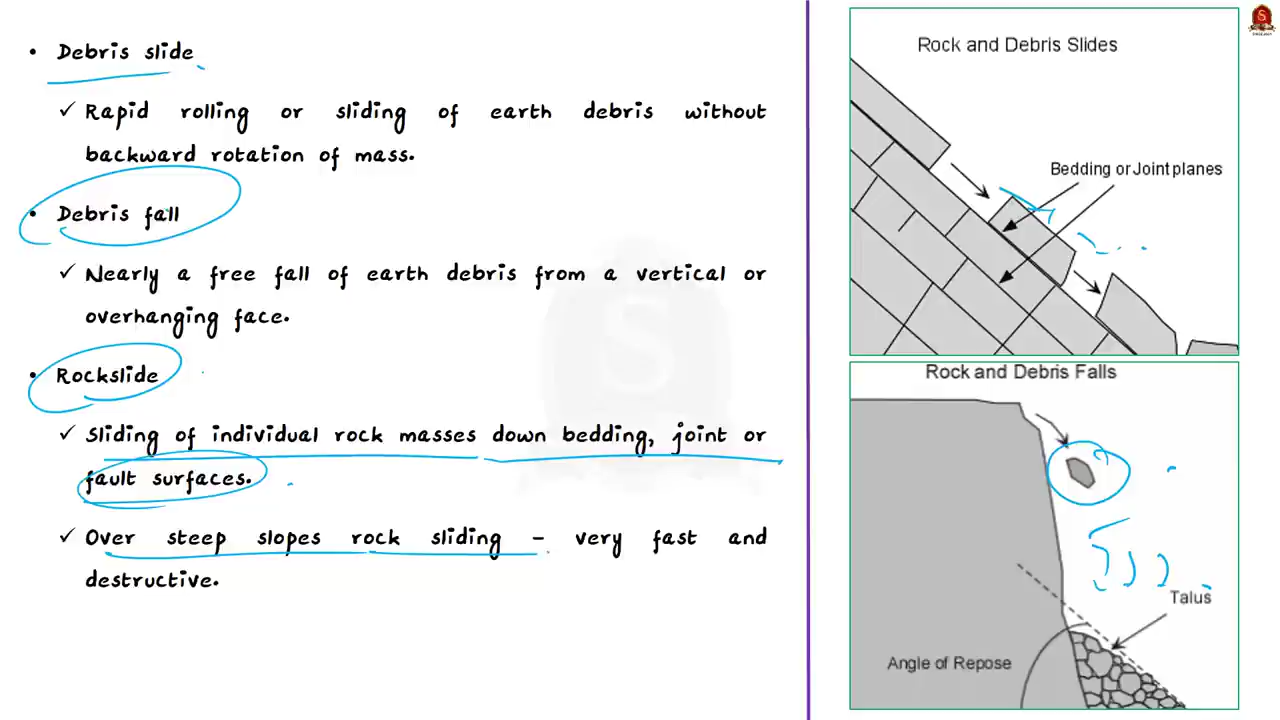 • Debris slide
✓ Rapid rolling or sliding of earth debris without
backward rotation of mass.
• Debris fall
✓ Nearly a free fall of earth debris from a vertical or
overhanging face.
• Rockslide
✓ Sliding of individual rock masses down bedding, joint or
fault surfaces.
✓ Over steep slopes rock sliding – very fast and
destructive.
Rock and Debris Slides
Bedding or Joint planes
Rock and Debris Falls
Talus
Angle of Repose
S